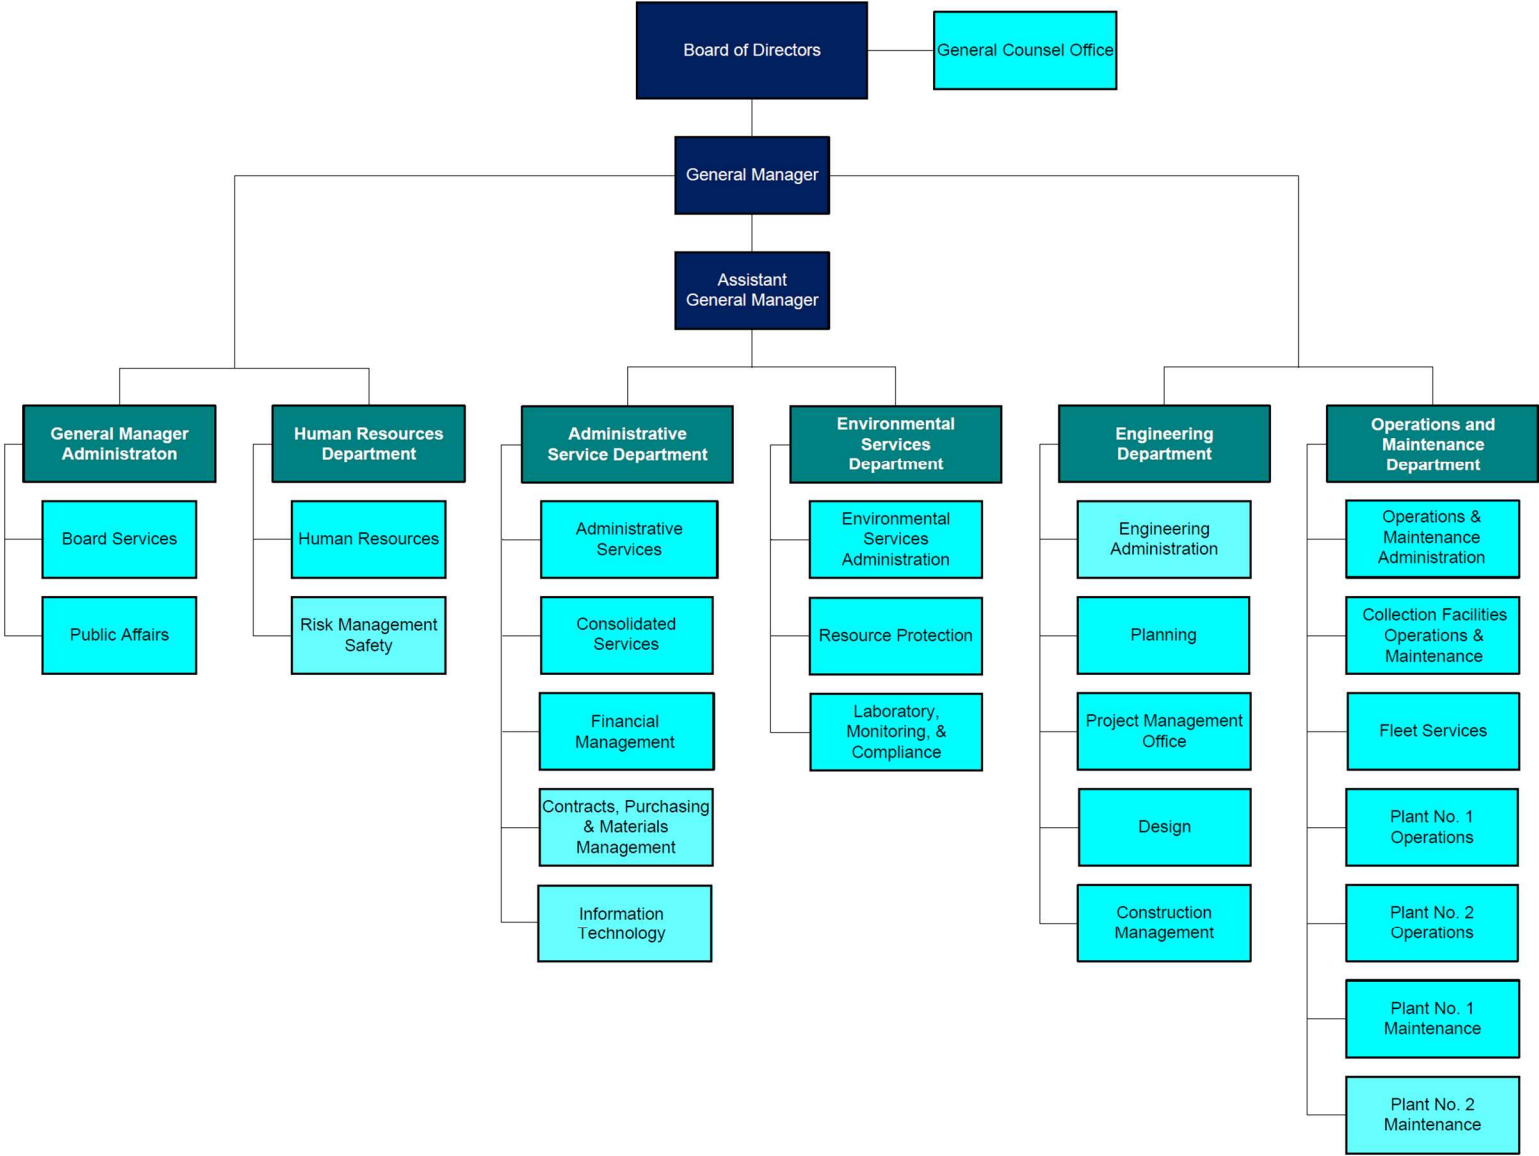 Board of Directors
General Counsel Office
General Manager
Assistant
General Manager
General Manager
Administraton
Board Services
Public Affairs
Human Resources
Department
Human Resources
Risk Management
Safety
Administrative
Service Department
Administrative
Services
Consolidated
Services
Financial
Management
Contracts, Purchasing
& Materials
Management
Information
Technology
Environmental
Services
Department
Environmental
Services
Administration
Resource Protection
Laboratory,
Monitoring, &
Compliance
Engineering
Department
Engineering
Administration
Planning
Project Management
Office
Design
Construction
Management
Operations and
Maintenance
Department
Operations &
Maintenance
Administration
Collection Facilities
Operations &
Maintenance
Fleet Services
Plant No. 1
Operations
Plant No. 2
Operations
Plant No. 1
Maintenance
Plant No. 2
Maintenance